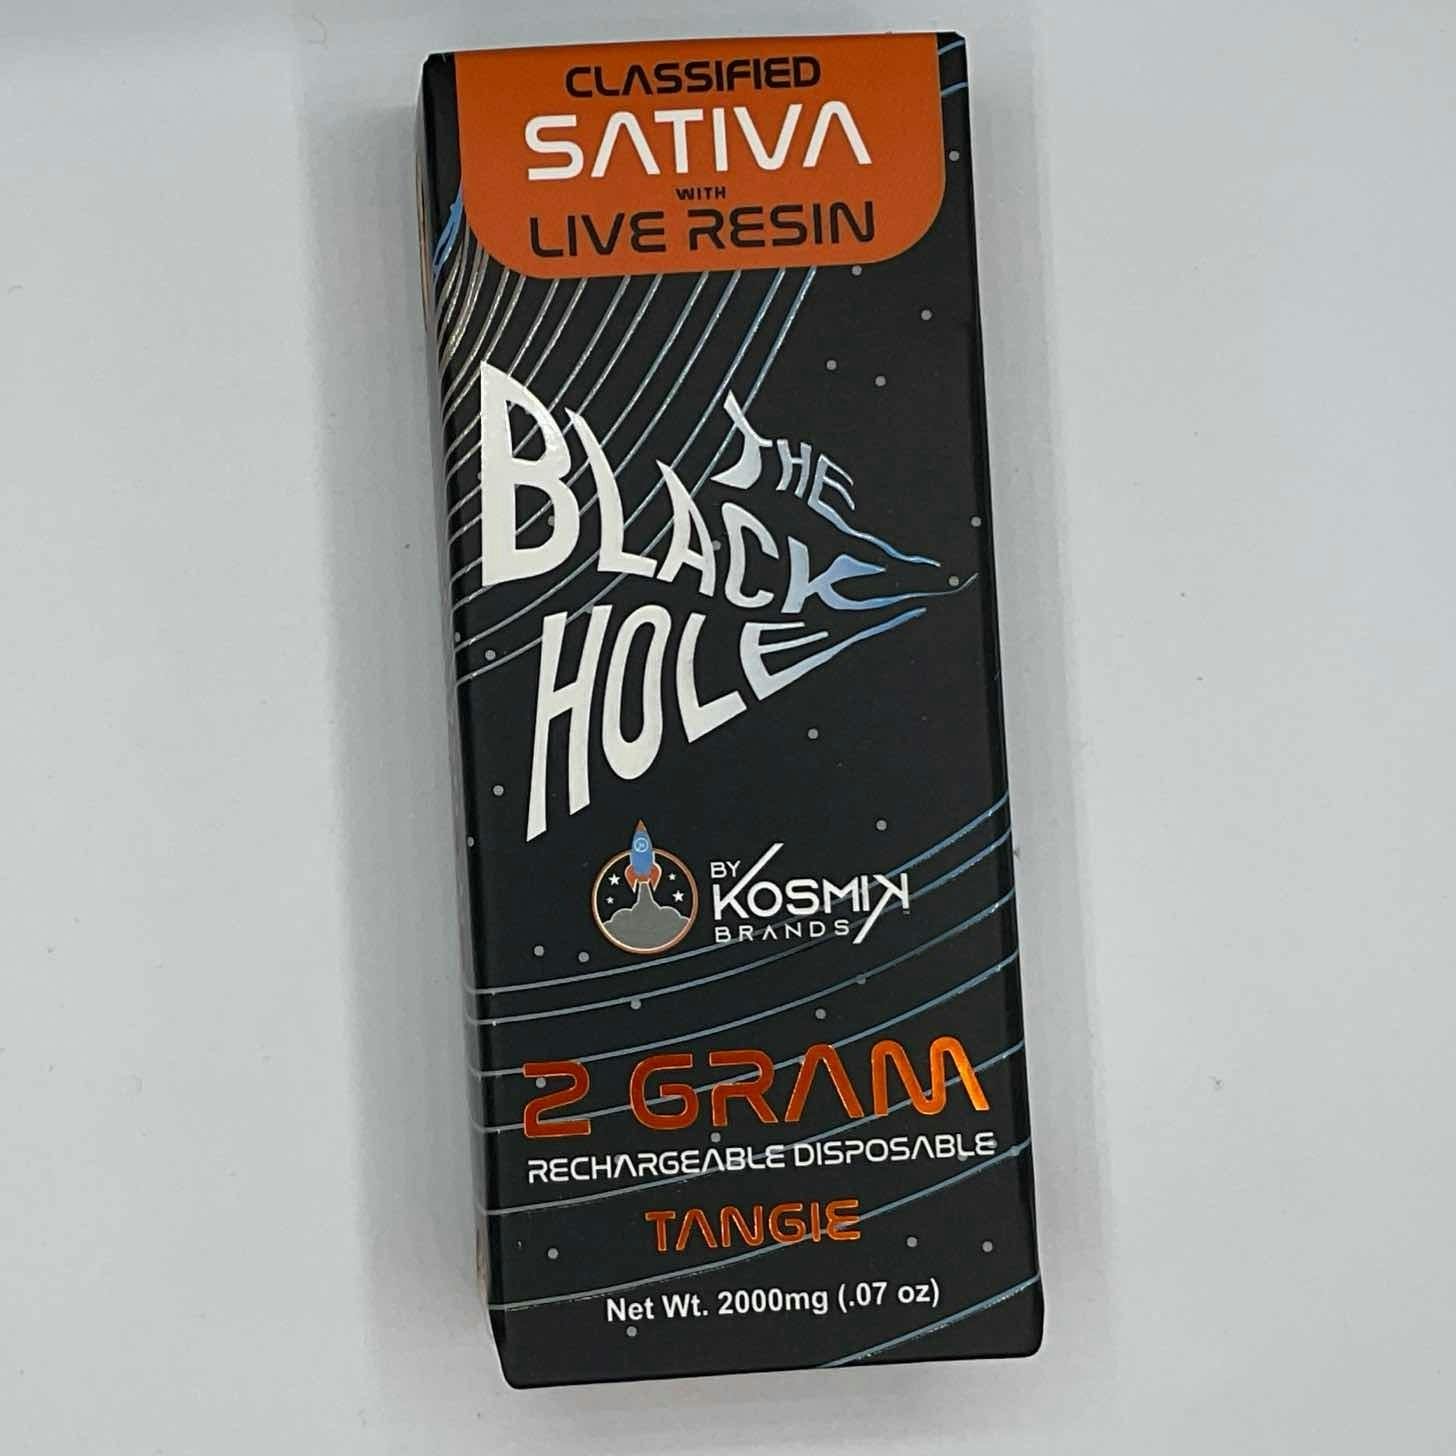 CLASSIFIED
SATIVA
WITH
LIVE RESIN
THE
BLACK
HOLE
BY
KOSMIK
BRANDS
2 GRAM
RECHARGEABLE DISPOSABLE
TANGIE
Net Wt. 2000mg (.07 oz)